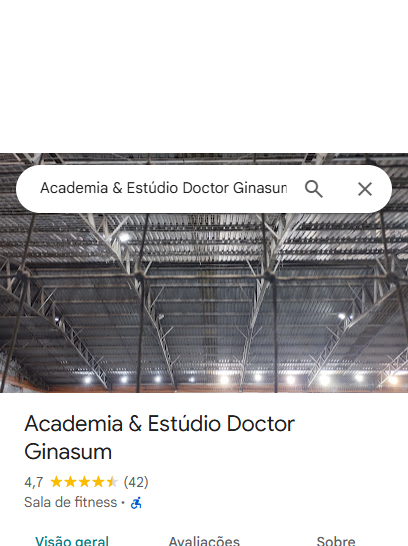 Academia & Estúdio Doctor Ginasum
Academia & Estúdio Doctor
Ginasum
4,7 (42)
Sala de fitness ·
Visão geral Avaliações Sobre